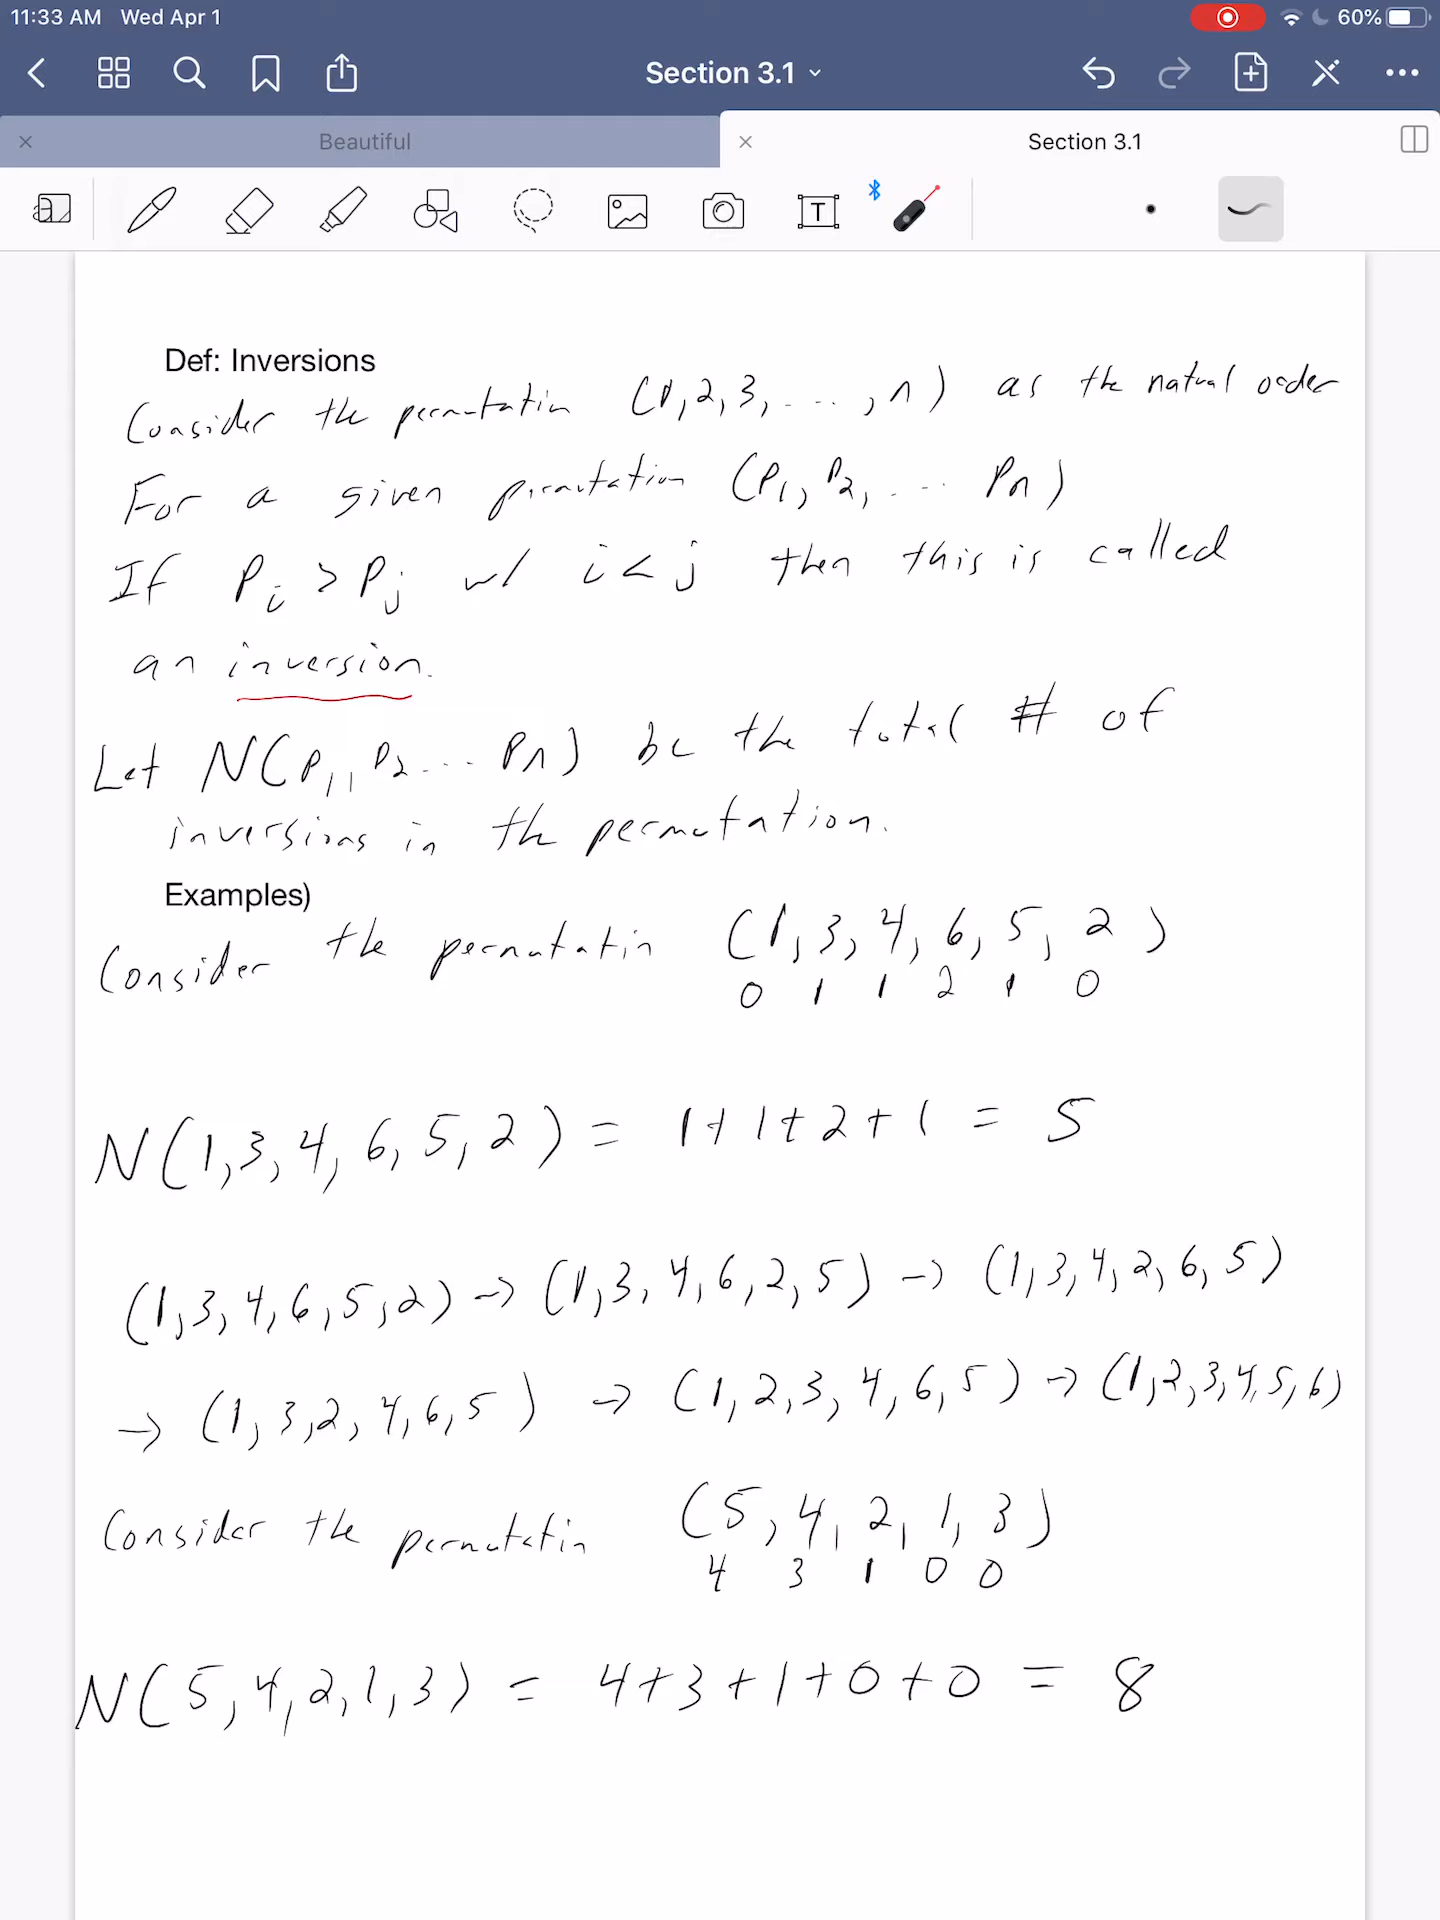 11:33 AM Wed Apr 1
60%
Section 3.1
Beautiful
Section 3.1
T
Def: Inversions
Consider the permutation (1,2,3,....,n) as the natural order
For a given permutation (P1, P2, .... Pn)
If Pi > Pj w/ i<j then this is called
an inversion.
Let N(P1, P2... Pn) be the total # of
inversions in the permutation.
Examples)
Consider the permutation (1,3,4,6,5,2)
0 1 1 2 1 0
N(1,3,4,6,5,2) = 1+1+2+1 = 5
(1,3,4,6,5,2) → (1,3,4,6,2,5) → (1,3,4,2,6,5)
→ (1,3,2,4,6,5) → (1,2,3,4,6,5) → (1,2,3,4,5,6)
Consider the permutation (5,4,2,1,3)
4 3 1 0 0
N(5,4,2,1,3) = 4+3+1+0+0 = 8